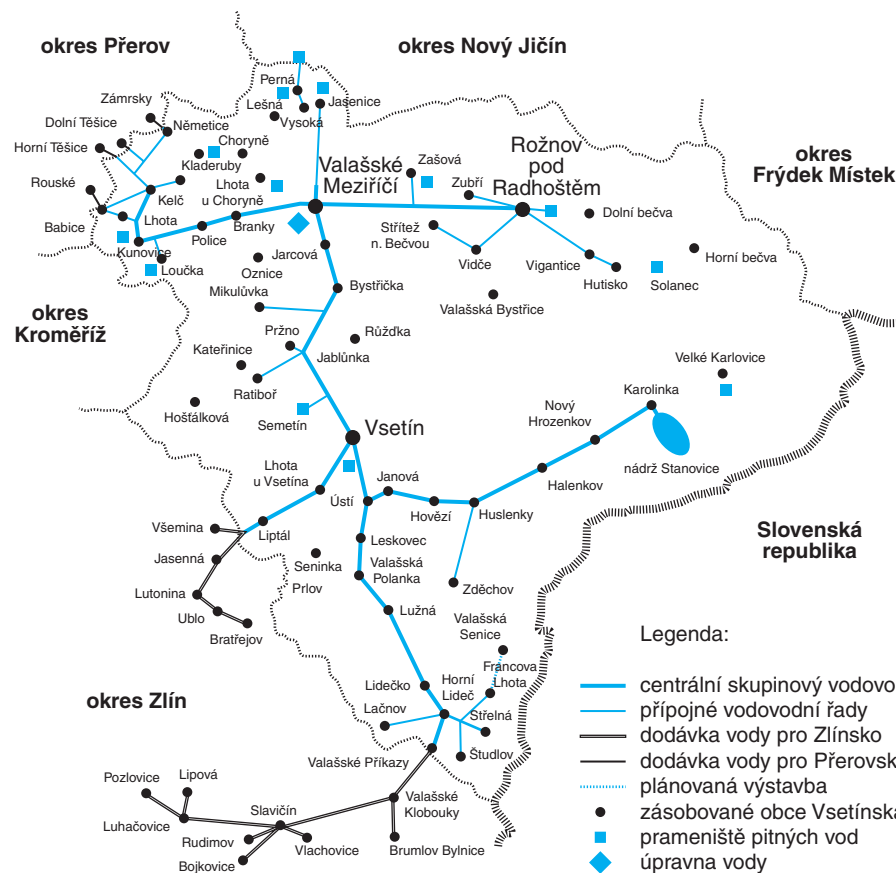 okres Přerov
okres Nový Jičín
Perná
Lešná
Jasenice
Vysoká
Zámrsky
Dolní Těšice
Němetice
Horní Těšice
Choryně
Kladeruby
Rouské
Kelč
Lhota
u Choryně
Valašské
Meziříčí
Zašová
Rožnov
pod
Radhoštěm
Zubří
okres
Frýdek Místek
Babice
Lhota
Kunovice
Police
Branky
Loučka
Jarcová
Oznice
Střítež
n. Bečvou
Vidče
Dolní bečva
Vigantice
Hutisko
Horní bečva
Solanec
Mikulůvka
Bystřička
Valašská Bystřice
okres
Kroměříž
Pržno
Růžďka
Kateřinice
Jablůnka
Ratiboř
Velké Karlovice
Karolinka
Hošťálková
Semetín
Vsetín
Nový
Hrozenkov
nádrž Stanovice
Lhota
u Vsetína
Janová
Halenkov
Ústí
Hovězí
Huslenky
Všemina
Liptál
Leskovec
Slovenská
republika
Jasenná
Seninka
Valašská
Polanka
Prlov
Zděchov
Lutonina
Ublo
Bratřejov
Lužná
Valašská
Senice
Francova
Lhota
okres Zlín
Lidečko
Horní
Lideč
Lačnov
Střelná
Študlov
Valašské Příkazy
Pozlovice
Lipová
Luhačovice
Slavičín
Valašské
Klobouky
Rudimov
Vlachovice
Bojkovice
Brumlov Bylnice
Legenda:
centrální skupinový vodovo
přípojné vodovodní řady
dodávka vody pro Zlínsko
dodávka vody pro Přerovsk
plánovaná výstavba
zásobované obce Vsetínska
prameniště pitných vod
úpravna vody